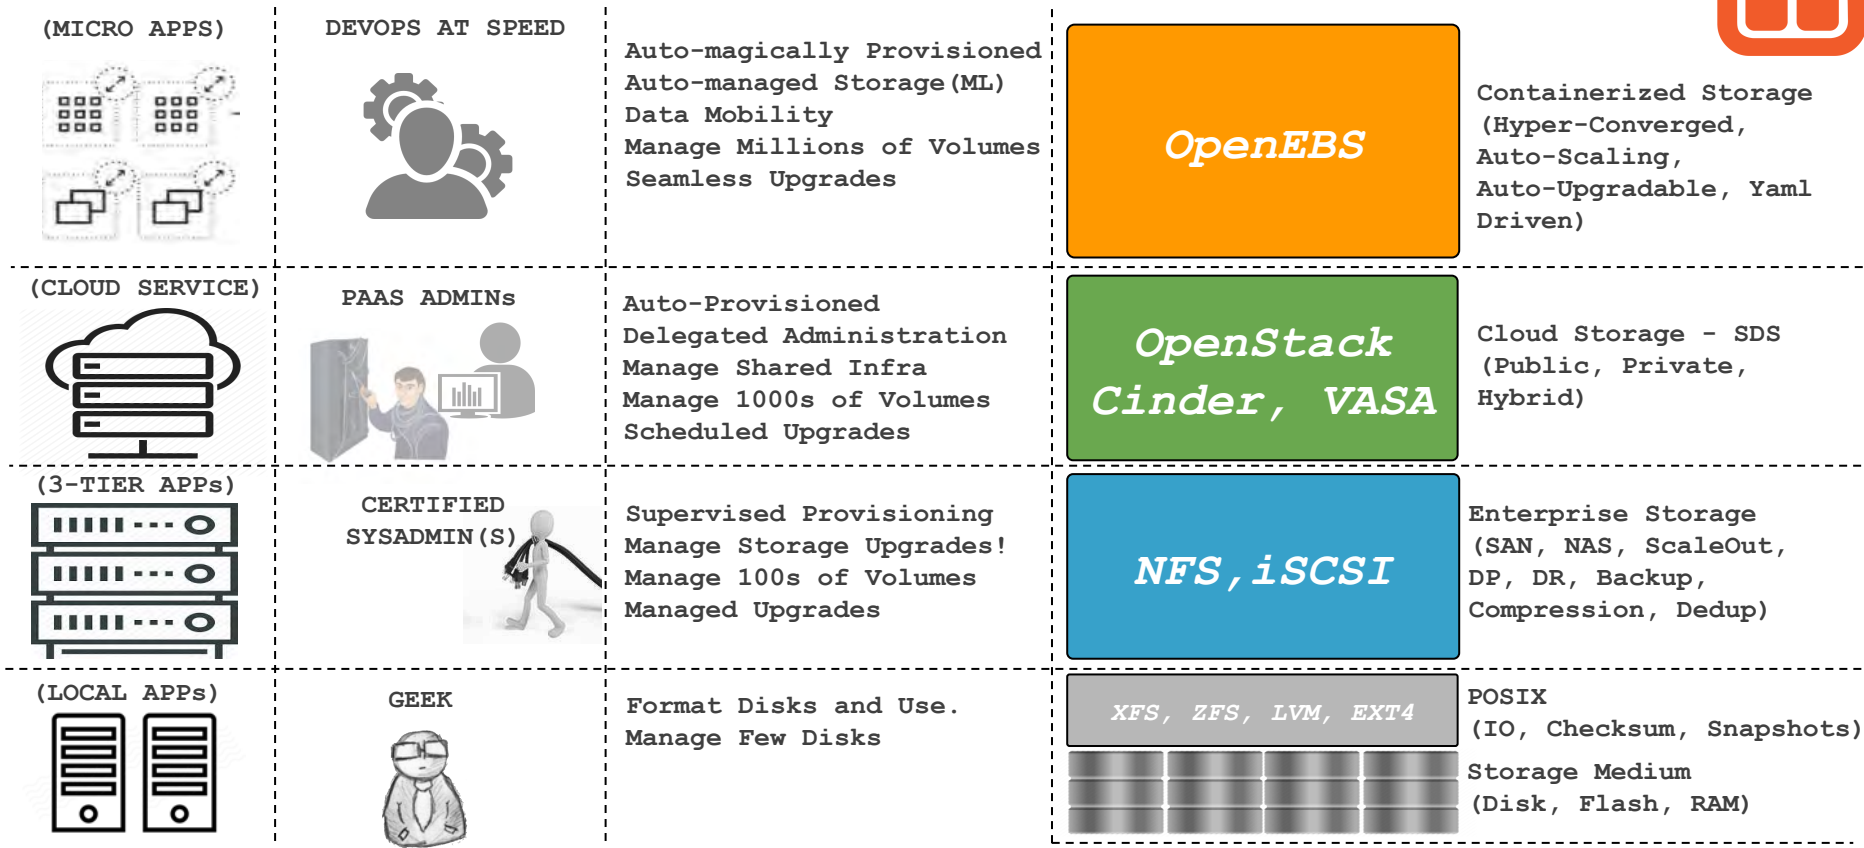 (MICRO APPS)
DEVOPS AT SPEED
Auto-magically Provisioned
Auto-managed Storage(ML)
Data Mobility
Manage Millions of Volumes
Seamless Upgrades
OpenEBS
Containerized Storage
(Hyper-Converged,
Auto-Scaling,
Auto-Upgradable, Yaml
Driven)
(CLOUD SERVICE)
PAAS ADMINs
Auto-Provisioned
Delegated Administration
Manage Shared Infra
Manage 1000s of Volumes
Scheduled Upgrades
OpenStack
Cinder, VASA
Cloud Storage - SDS
(Public, Private,
Hybrid)
(3-TIER APPs)
CERTIFIED
SYSADMIN(S)
Supervised Provisioning
Manage Storage Upgrades!
Manage 100s of Volumes
Managed Upgrades
NFS,iSCSI
Enterprise Storage
(SAN, NAS, ScaleOut,
DP, DR, Backup,
Compression, Dedup)
(LOCAL APPs)
GEEK
Format Disks and Use.
Manage Few Disks
XFS, ZFS, LVM, EXT4
POSIX
(IO, Checksum, Snapshots)
Storage Medium
(Disk, Flash, RAM)